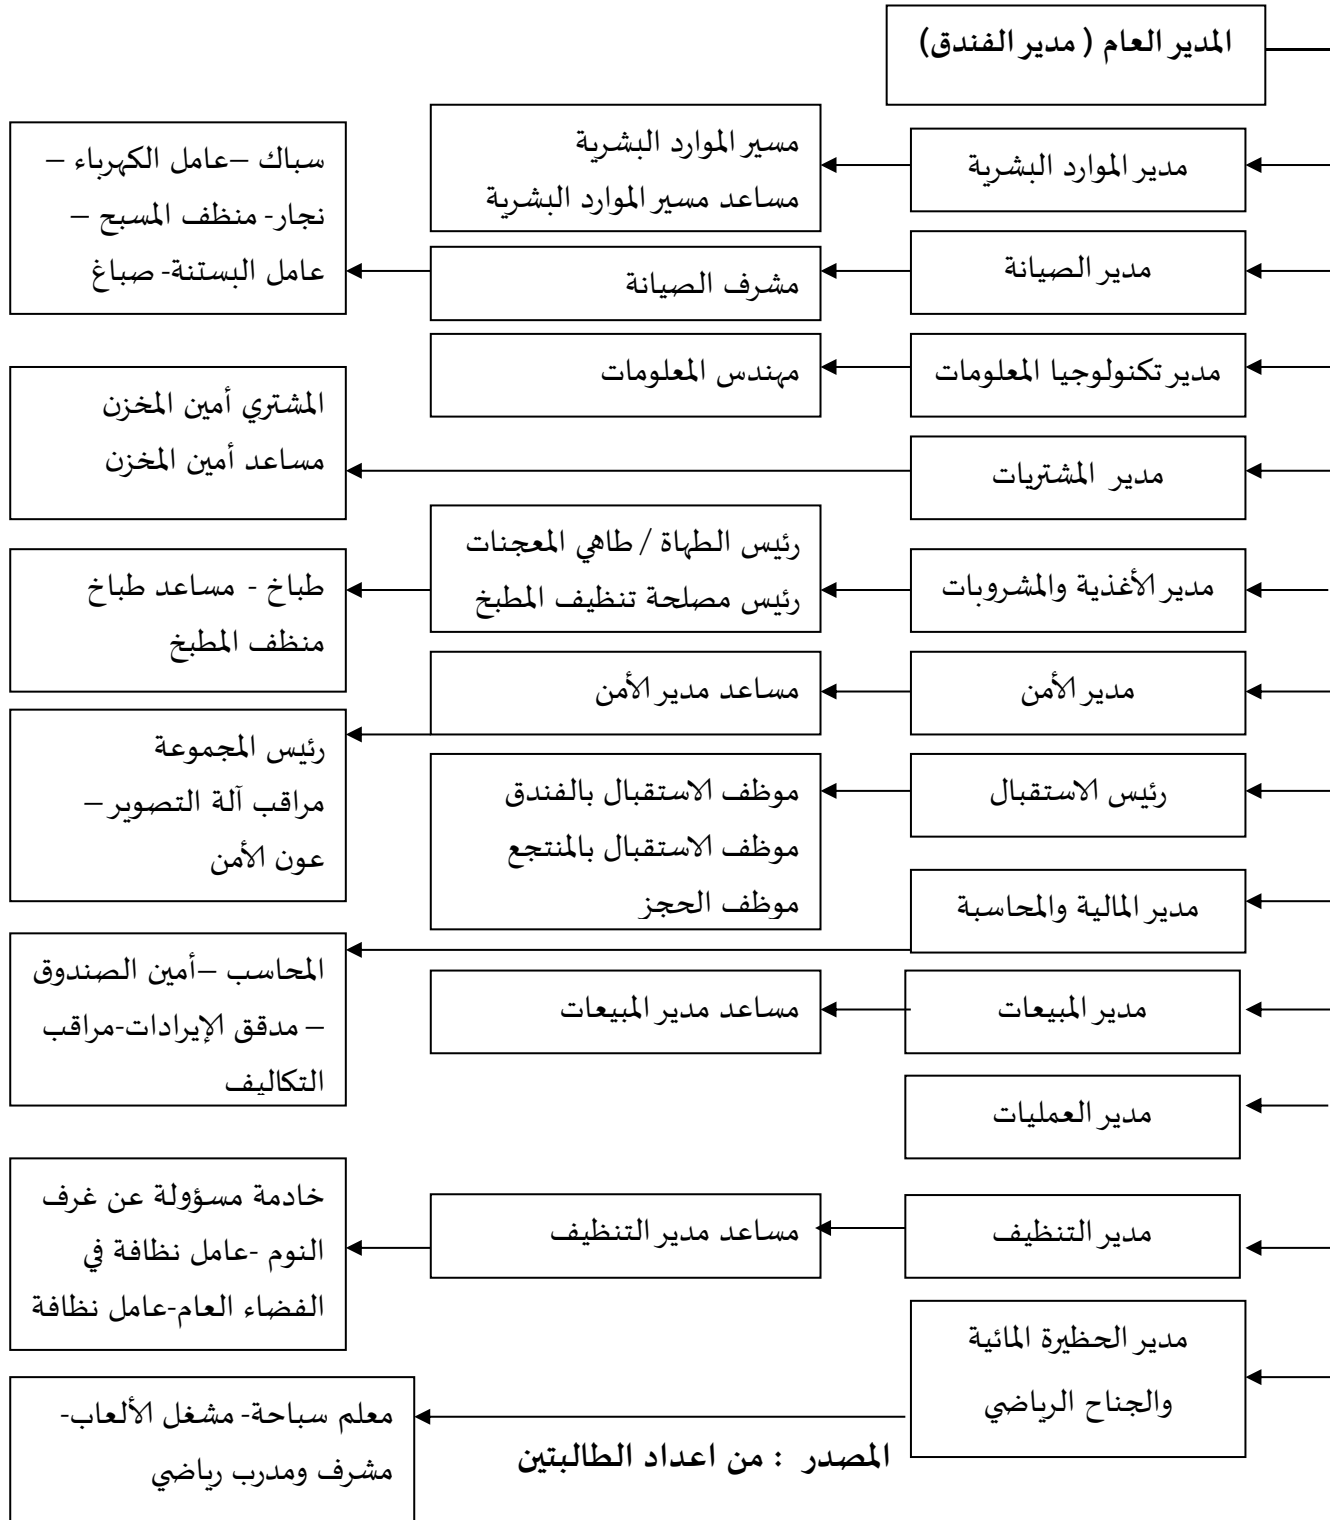 المدير العام ( مدير الفندق)
مدير الموارد البشرية
مسير الموارد البشرية
مساعد مسير الموارد البشرية
سباك –عامل الكهرباء –
نجار- منظف المسبح –
عامل البستنة- صباغ
مدير الصيانة
مشرف الصيانة
مدير تكنولوجيا المعلومات
مهندس المعلومات
المشتري أمين المخزن
مساعد أمين المخزن
مدير المشتريات
مدير الأغذية والمشروبات
رئيس الطهاة / طاهي المعجنات
رئيس مصلحة تنظيف المطبخ
طباخ - مساعد طباخ
منظف المطبخ
مدير الأمن
مساعد مدير الأمن
رئيس المجموعة
مراقب آلة التصوير –
عون الأمن
رئيس الاستقبال
موظف الاستقبال بالفندق
موظف الاستقبال بالمنتجع
موظف الحجز
مدير المالية والمحاسبة
المحاسب –أمين الصندوق
– مدقق الإيرادات-مراقب
التكاليف
مدير المبيعات
مساعد مدير المبيعات
مدير العمليات
مدير التنظيف
مساعد مدير التنظيف
خادمة مسؤولة عن غرف
النوم -عامل نظافة في
الفضاء العام-عامل نظافة
مدير الحظيرة المائية
والجناح الرياضي
معلم سباحة- مشغل الألعاب-
مشرف ومدرب رياضي
المصدر : من اعداد الطالبتين